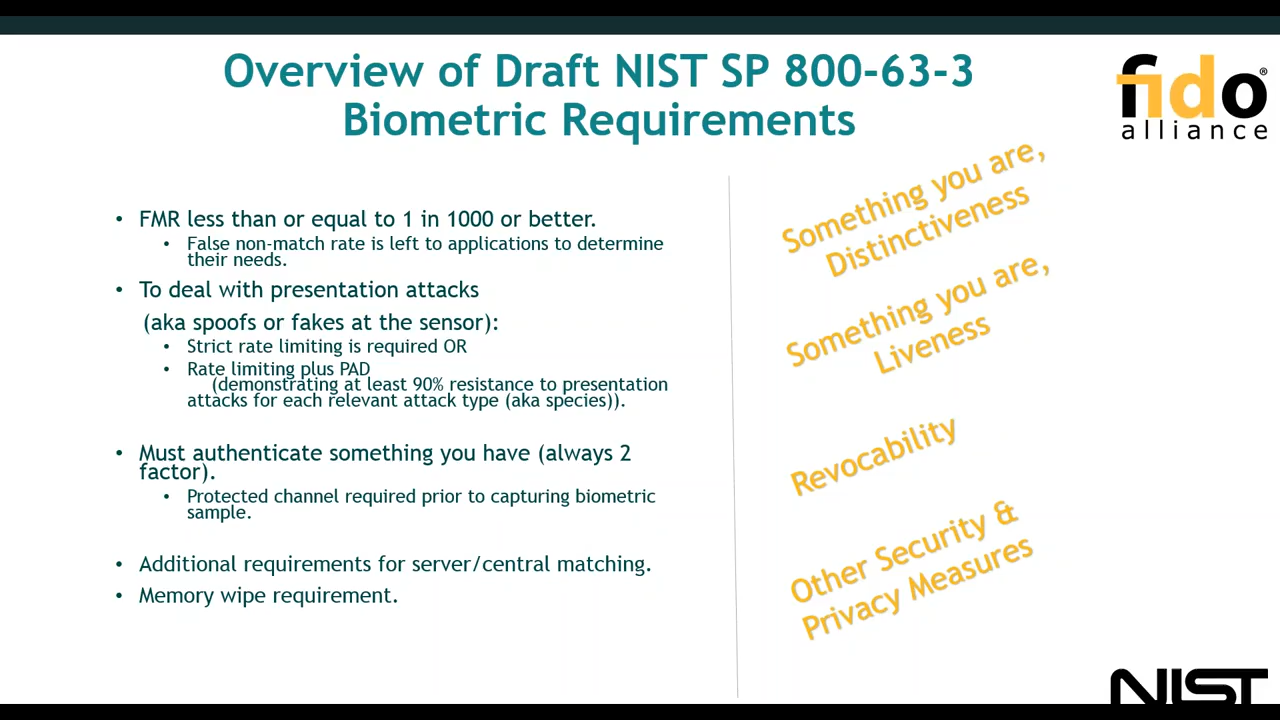 Overview of Draft NIST SP 800-63-3
Biometric Requirements
fido®
alliance
• FMR less than or equal to 1 in 1000 or better.
• False non-match rate is left to applications to determine
their needs.
• To deal with presentation attacks
(aka spoofs or fakes at the sensor):
• Strict rate limiting is required OR
• Rate limiting plus PAD
(demonstrating at least 90% resistance to presentation
attacks for each relevant attack type (aka species)).
• Must authenticate something you have (always 2
factor).
• Protected channel required prior to capturing biometric
sample.
• Additional requirements for server/central matching.
• Memory wipe requirement.
Something you are,
Distinctiveness
Something you are,
Liveness
Revocability
Other Security &
Privacy Measures
NIST